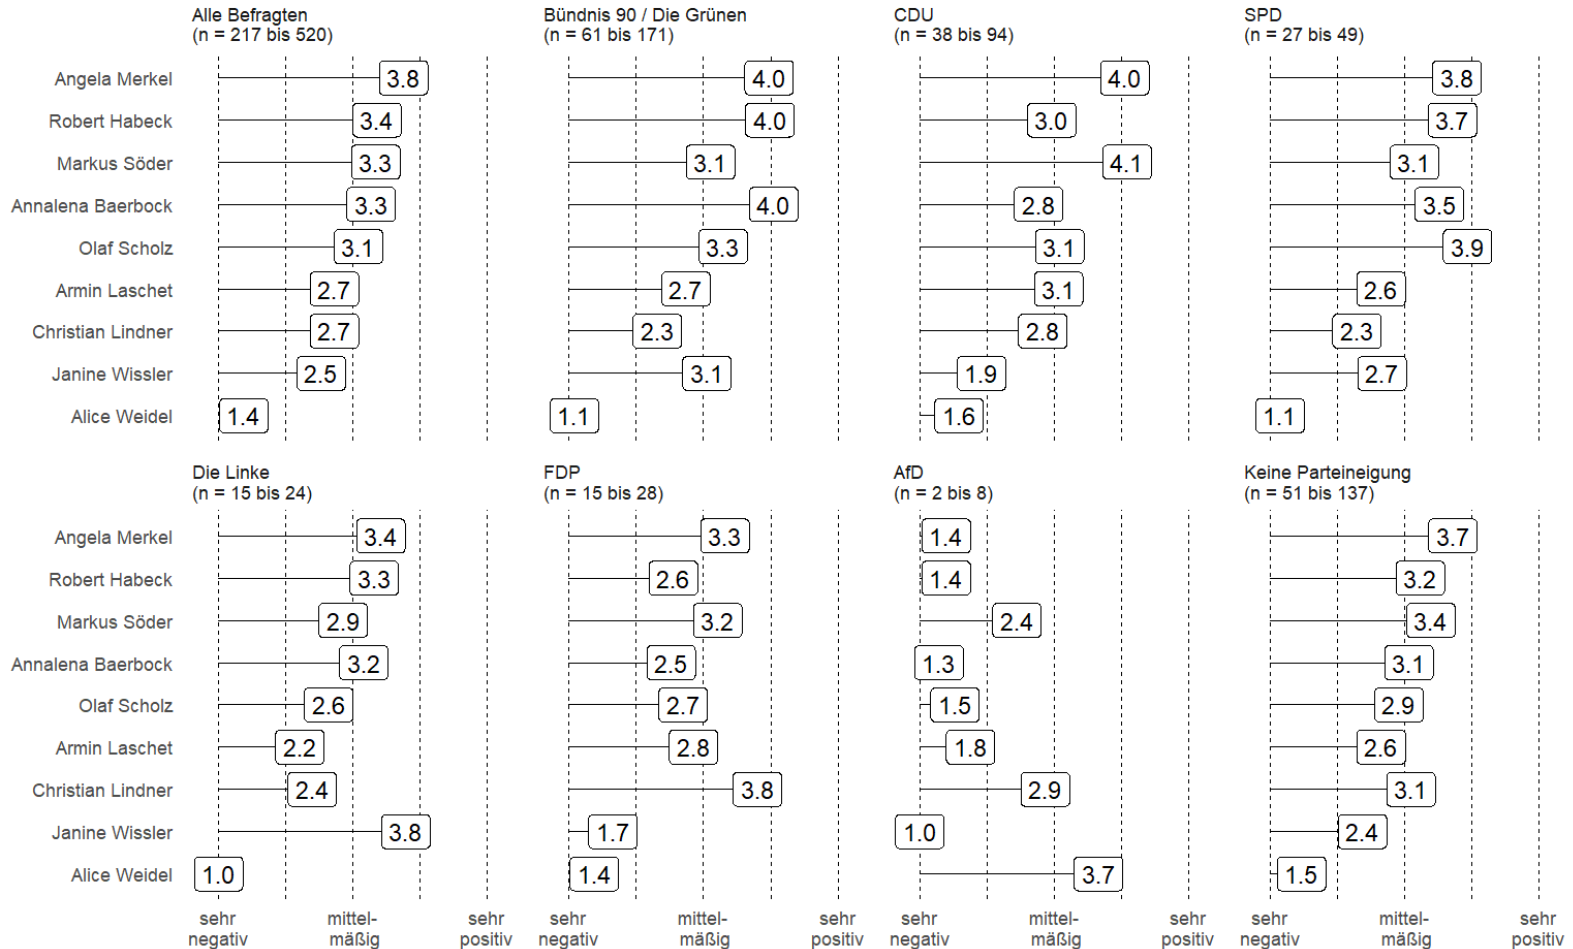 Alle Befragten
(n = 217 bis 520)
Bündnis 90 / Die Grünen
(n = 61 bis 171)
CDU
(n = 38 bis 94)
SPD
(n = 27 bis 49)
Angela Merkel 3.8 4.0 4.0 3.8
Robert Habeck 3.4 4.0 3.0 3.7
Markus Söder 3.3 3.1 4.1 3.1
Annalena Baerbock 3.3 4.0 2.8 3.5
Olaf Scholz 3.1 3.3 3.1 3.9
Armin Laschet 2.7 2.7 3.1 2.6
Christian Lindner 2.7 2.3 2.8 2.3
Janine Wissler 2.5 3.1 1.9 2.7
Alice Weidel 1.4 1.1 1.6 1.1
Die Linke
(n = 15 bis 24)
FDP
(n = 15 bis 28)
AfD
(n = 2 bis 8)
Keine Parteineigung
(n = 51 bis 137)
Angela Merkel 3.4 3.3 1.4 3.7
Robert Habeck 3.3 2.6 1.4 3.2
Markus Söder 2.9 3.2 2.4 3.4
Annalena Baerbock 3.2 2.5 1.3 3.1
Olaf Scholz 2.6 2.7 1.5 2.9
Armin Laschet 2.2 2.8 1.8 2.6
Christian Lindner 2.4 3.8 2.9 3.1
Janine Wissler 3.8 1.7 1.0 2.4
Alice Weidel 1.0 1.4 3.7 1.5
sehr mittel- sehr sehr mittel- sehr sehr mittel- sehr sehr mittel- sehr
negativ mäßig positiv negativ mäßig positiv negativ mäßig positiv negativ mäßig positiv